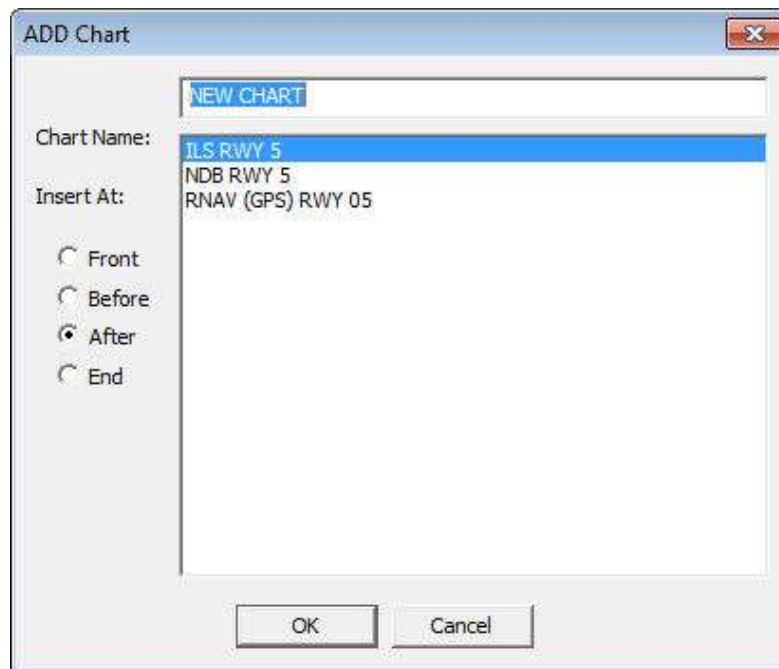 ADD Chart
NEW CHART
Chart Name:
ILS RWY 5
NDB RWY 5
RNAV (GPS) RWY 05
Insert At:
Front
Before
After
End
OK
Cancel